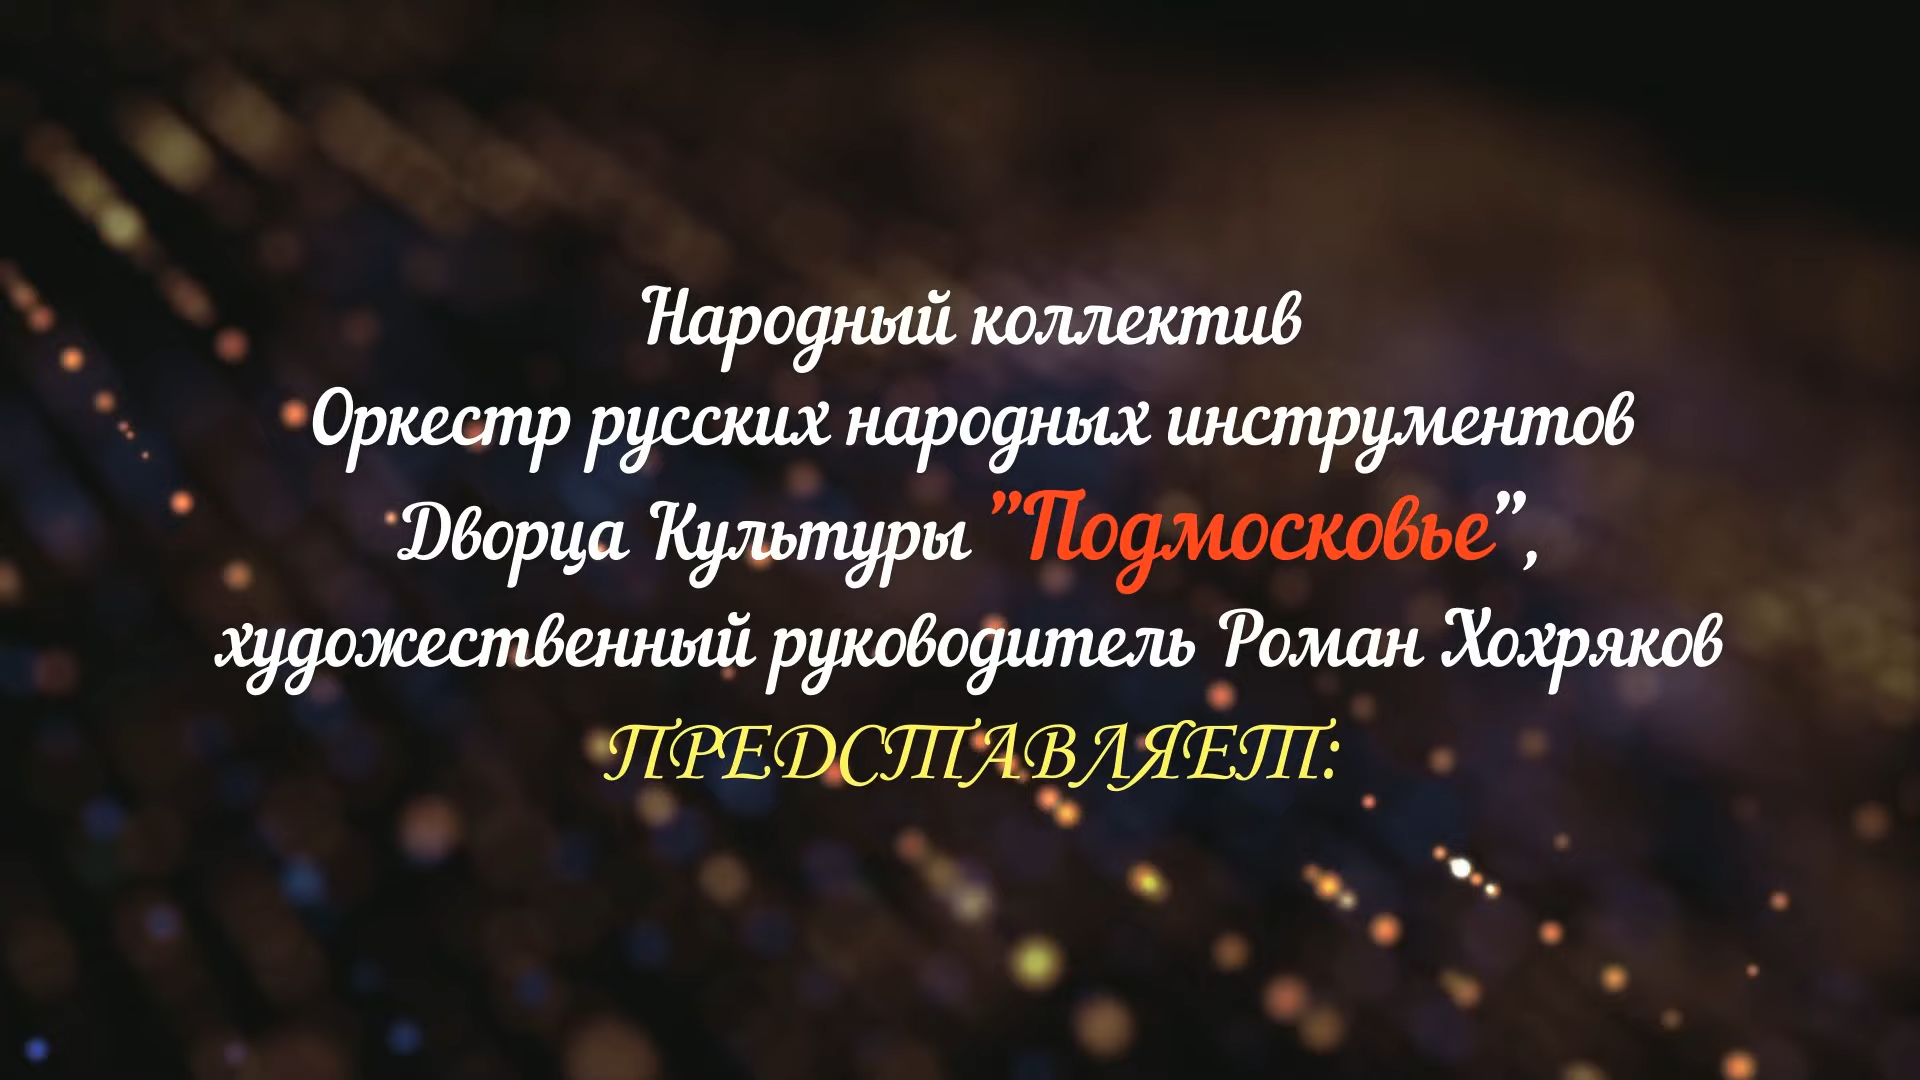 Народный коллектив
Оркестр русских народных инструментов
Дворца Культуры "Подмосковье",
художественный руководитель Роман Хохряков
ПРЕДСТАВЛЯЕТ: